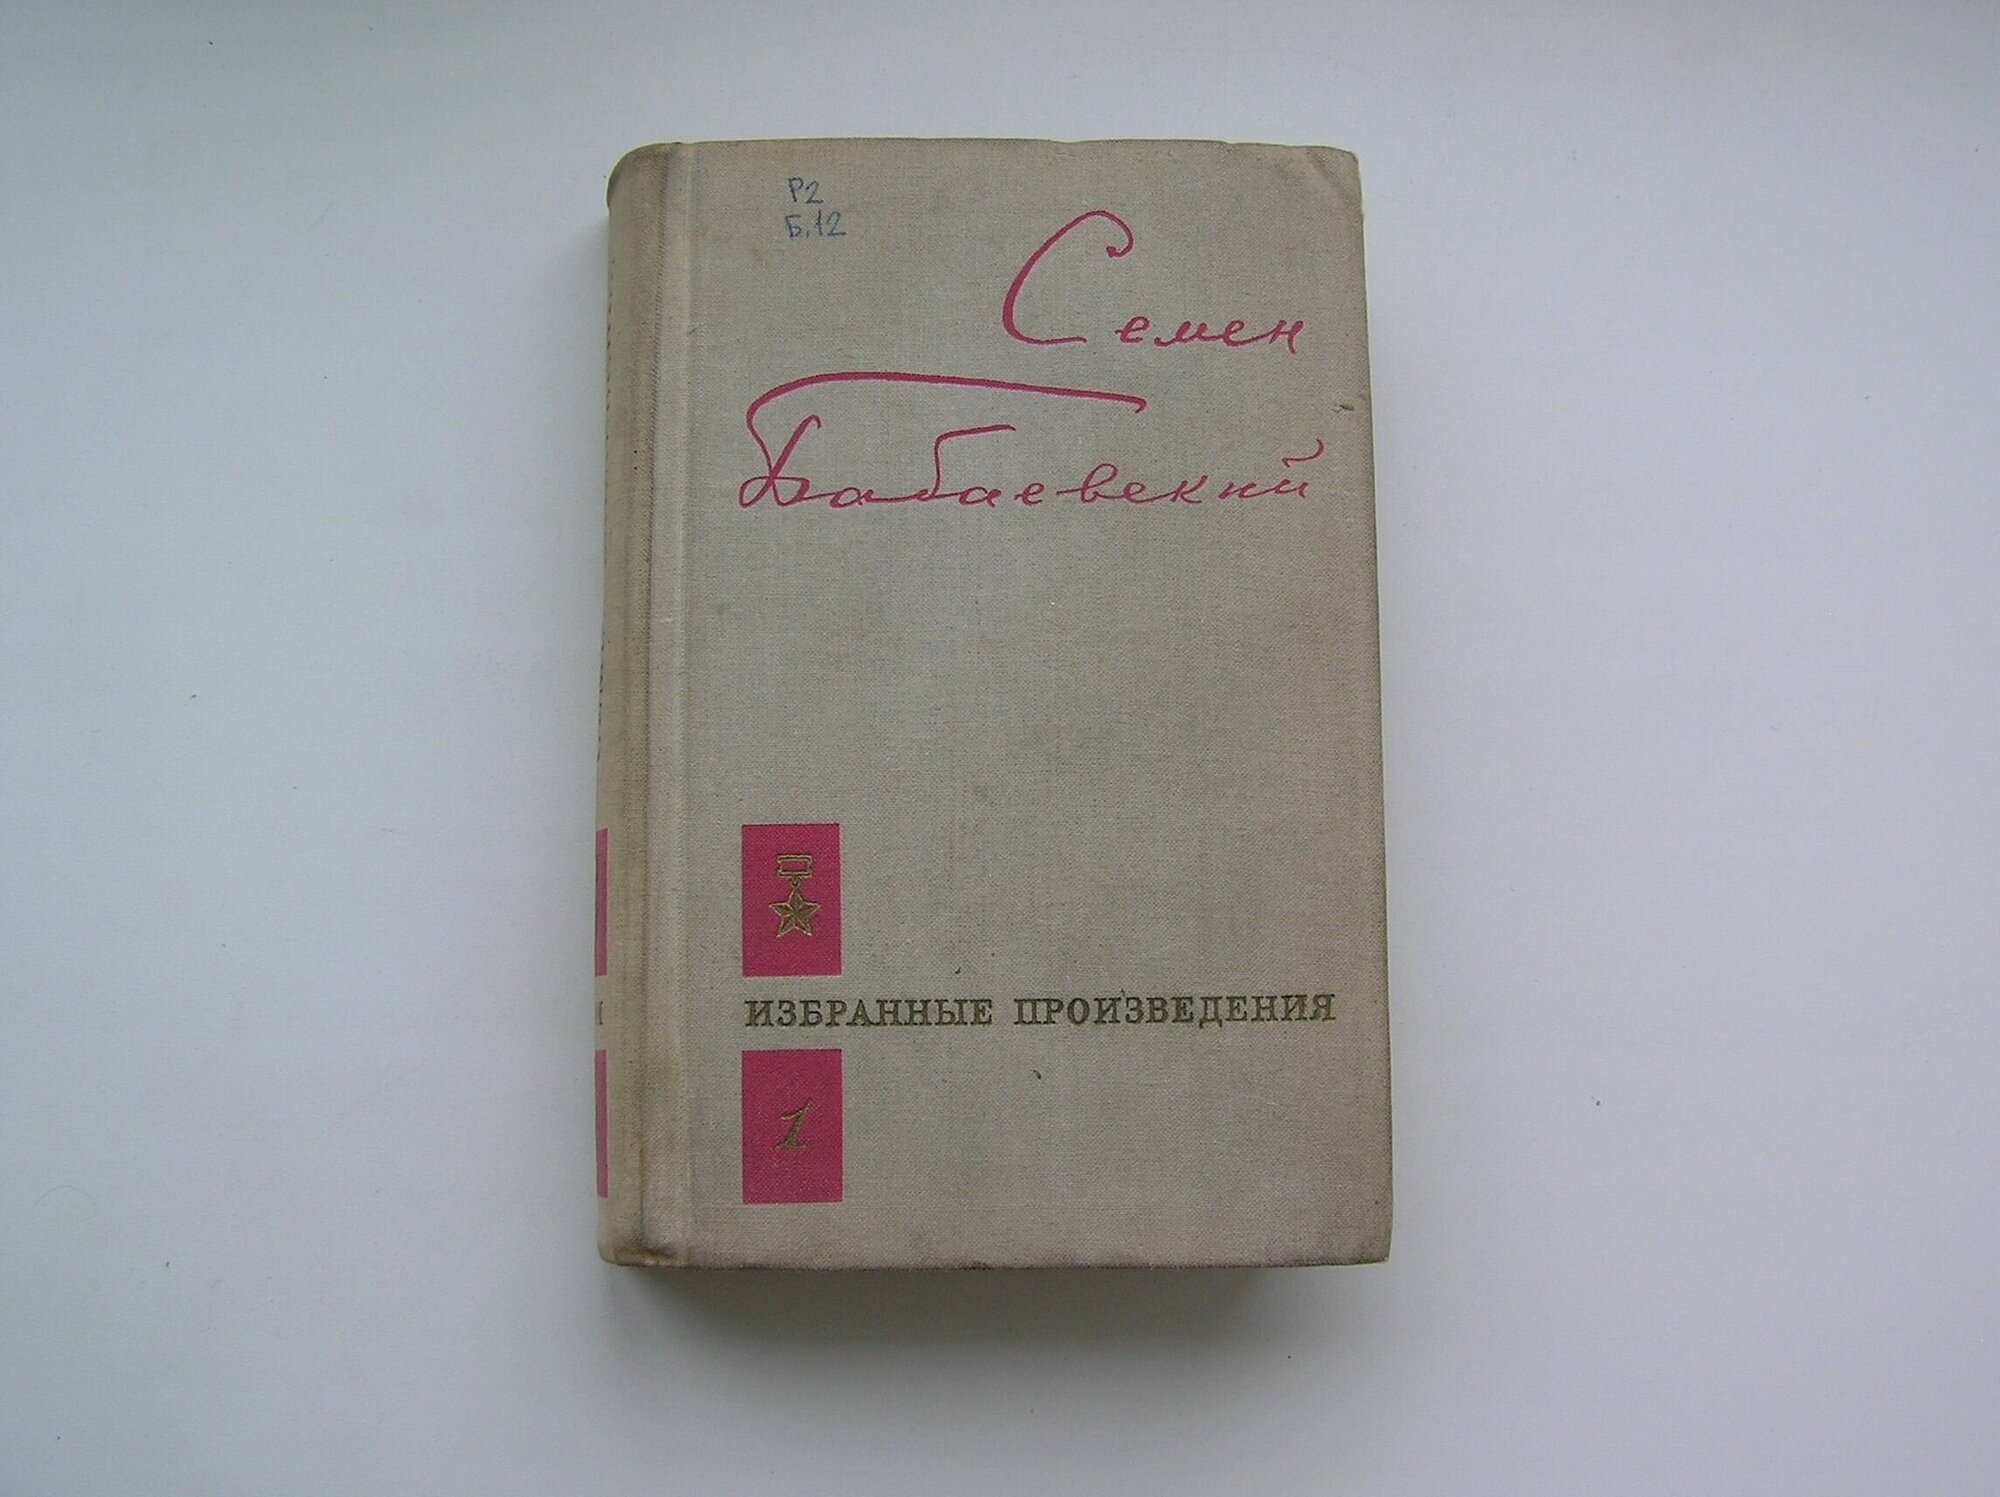 Р2
Б.12
Семен
Бабаевский
ИЗБРАННЫЕ ПРОИЗВЕДЕНИЯ
1